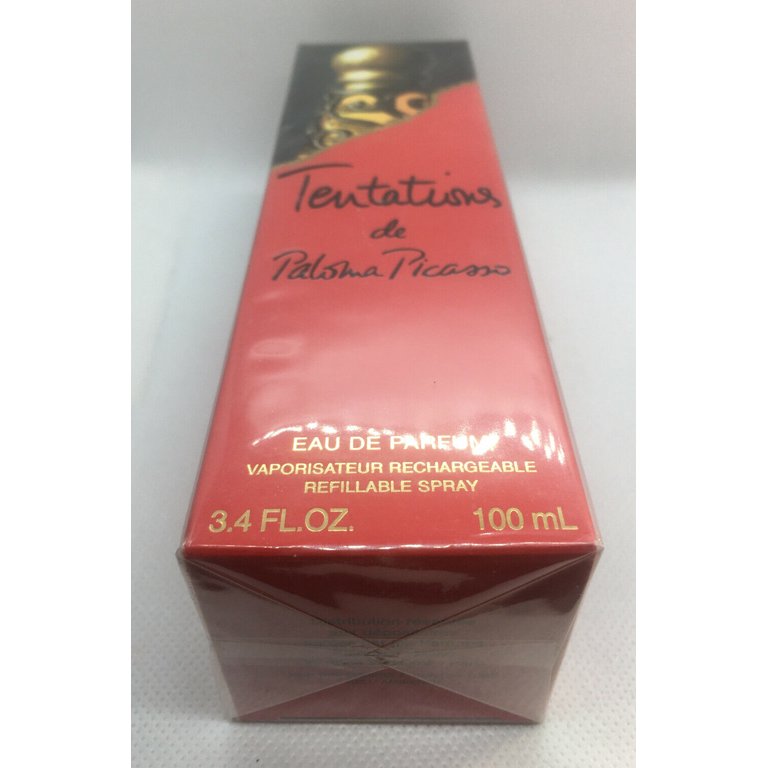 Tentations
de
Paloma Picasso
EAU DE PARFUM
VAPORISATEUR RECHARGEABLE
REFILLABLE SPRAY
3.4 FL.OZ. 100 mL